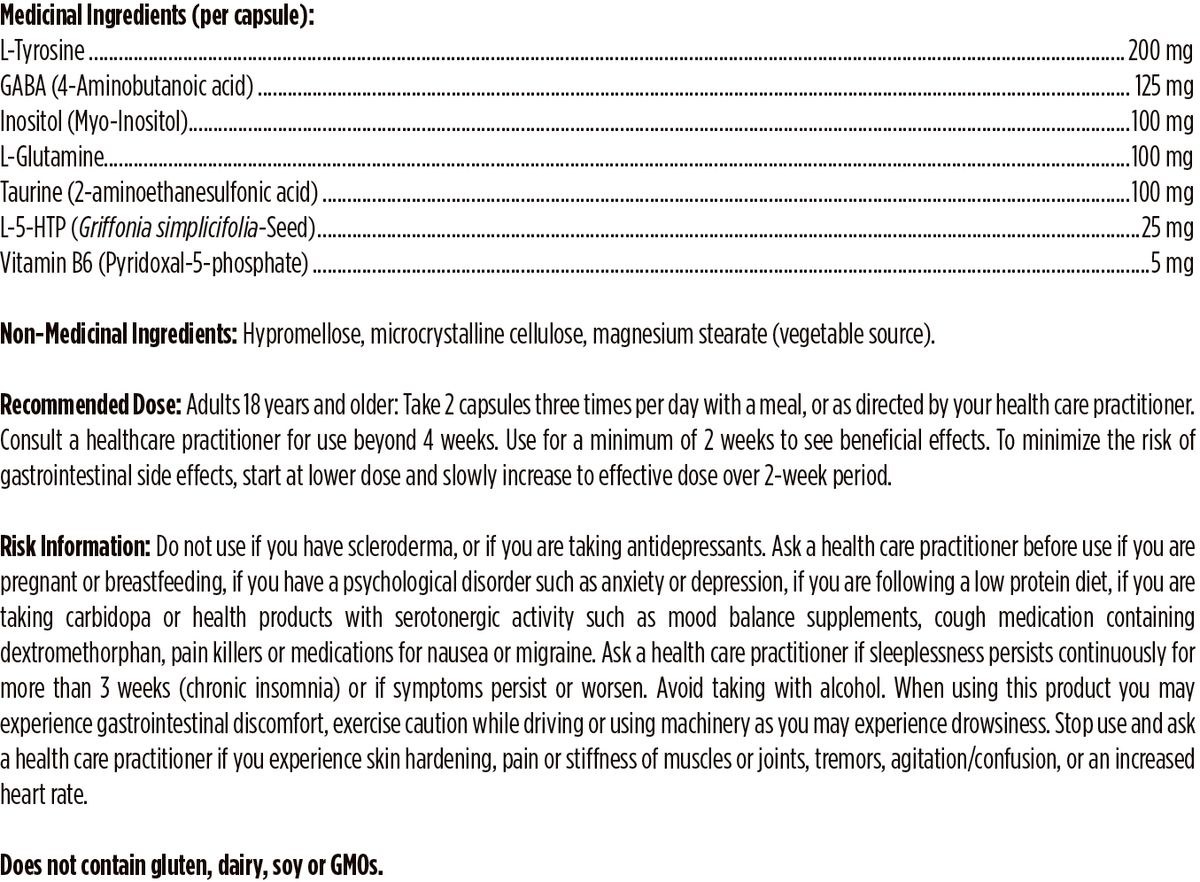 Medicinal Ingredients (per capsule):
L-Tyrosine ........ 200 mg
GABA (4-Aminobutanoic acid) ........ 125 mg
Inositol (Myo-Inositol)........100 mg
L-Glutamine........100 mg
Taurine (2-aminoethanesulfonic acid) ........100 mg
L-5-HTP (Griffonia simplicifolia-Seed)........25 mg
Vitamin B6 (Pyridoxal-5-phosphate) ........5 mg
Non-Medicinal Ingredients: Hypromellose, microcrystalline cellulose, magnesium stearate (vegetable source).
Recommended Dose: Adults 18 years and older: Take 2 capsules three times per day with a meal, or as directed by your health care practitioner.
Consult a healthcare practitioner for use beyond 4 weeks. Use for a minimum of 2 weeks to see beneficial effects. To minimize the risk of
gastrointestinal side effects, start at lower dose and slowly increase to effective dose over 2-week period.
Risk Information: Do not use if you have scleroderma, or if you are taking antidepressants. Ask a health care practitioner before use if you are
pregnant or breastfeeding, if you have a psychological disorder such as anxiety or depression, if you are following a low protein diet, if you are
taking carbidopa or health products with serotonergic activity such as mood balance supplements, cough medication containing
dextromethorphan, pain killers or medications for nausea or migraine. Ask a health care practitioner if sleeplessness persists continuously for
more than 3 weeks (chronic insomnia) or if symptoms persist or worsen. Avoid taking with alcohol. When using this product you may
experience gastrointestinal discomfort, exercise caution while driving or using machinery as you may experience drowsiness. Stop use and ask
a health care practitioner if you experience skin hardening, pain or stiffness of muscles or joints, tremors, agitation/confusion, or an increased
heart rate.
Does not contain gluten, dairy, soy or GMOs.